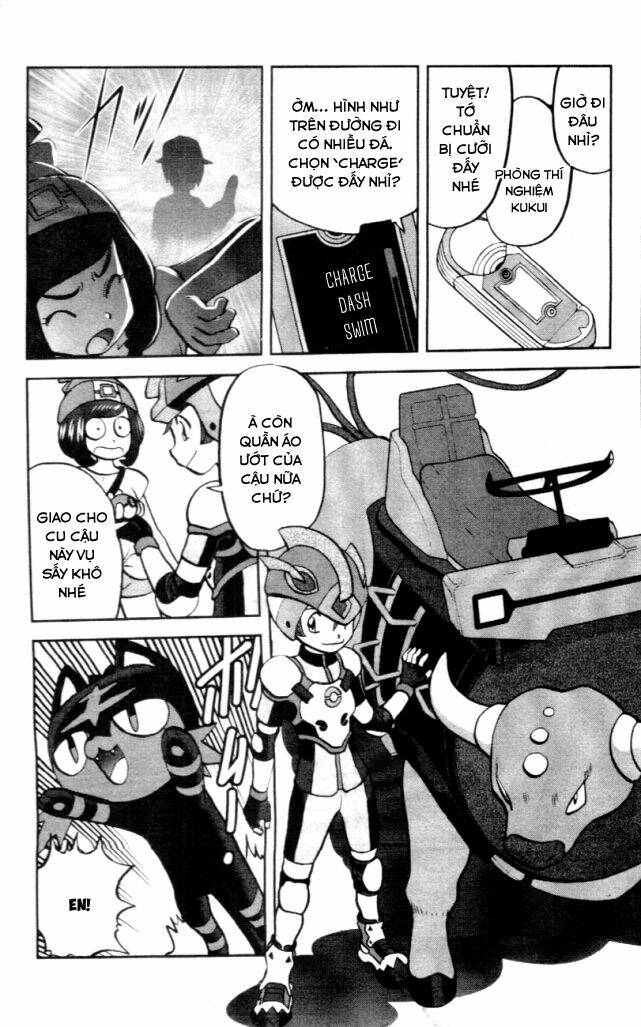 GIỜ ĐI
ĐÂU
NHỈ?
PHÒNG THÍ
NGHIỆM
KUKUI
TUYỆT!
TỚ
CHUẨN
BỊ CƯỠI
ĐẤY
NHÉ
ỜM... HÌNH NHƯ
TRÊN ĐƯỜNG ĐI
CÓ NHIỀU ĐÁ.
CHỌN 'CHARGE'
ĐƯỢC ĐẤY NHỈ?
CHARGE
DASH
SWIM
À CÒN
QUẦN ÁO
ƯỚT CỦA
CẬU NỮA
CHỨ?
GIAO CHO
CU CẬU
NÀY VỤ
SẤY KHÔ
NHÉ
EN!